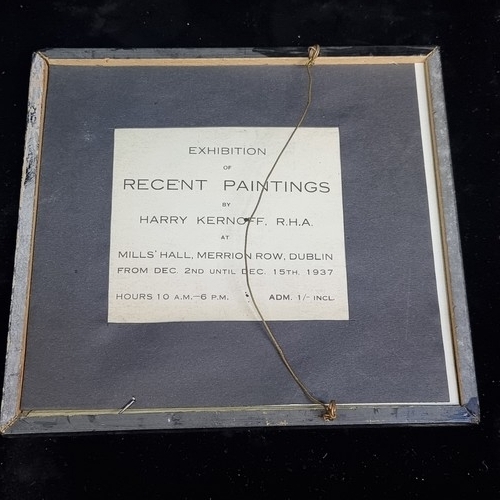 EXHIBITION
OF
RECENT PAINTINGS
BY
HARRY KERNOFF, R.H.A.
AT
MILLS' HALL, MERRION ROW, DUBLIN
FROM DEC. 2ND UNTIL DEC. 15TH, 1937
HOURS 10 A.M.—6 P.M. ADM. 1/- INCL.